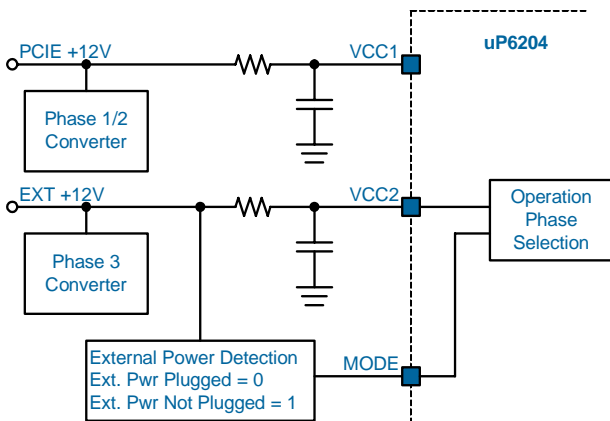 PCIE +12V
VCC1
uP6204
Phase 1/2
Converter
EXT +12V
VCC2
Operation
Phase
Selection
Phase 3
Converter
External Power Detection
Ext. Pwr Plugged = 0
Ext. Pwr Not Plugged = 1
MODE